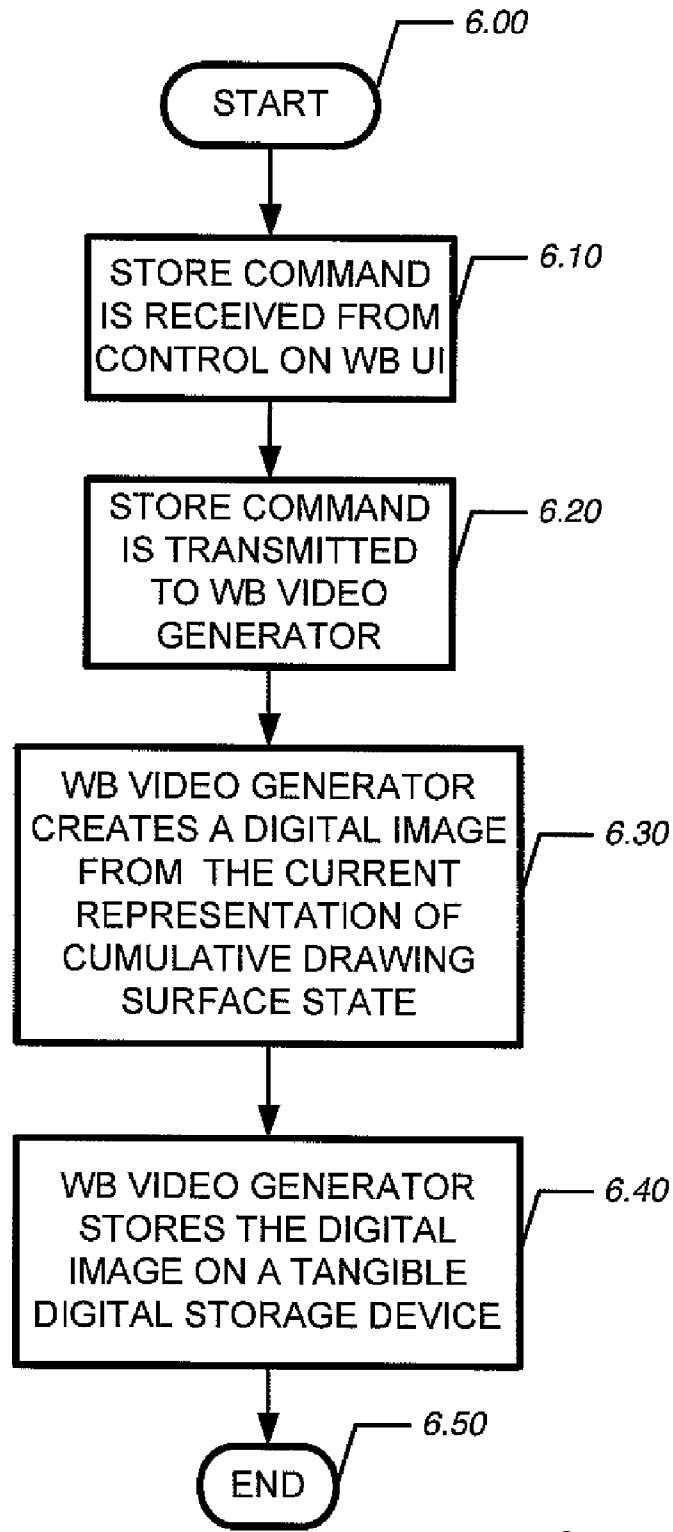 6.00
START
STORE COMMAND
IS RECEIVED FROM
CONTROL ON WB UI
6.10
STORE COMMAND
IS TRANSMITTED
TO WB VIDEO
GENERATOR
6.20
WB VIDEO GENERATOR
CREATES A DIGITAL IMAGE
FROM THE CURRENT
REPRESENTATION OF
CUMULATIVE DRAWING
SURFACE STATE
6.30
WB VIDEO GENERATOR
STORES THE DIGITAL
IMAGE ON A TANGIBLE
DIGITAL STORAGE DEVICE
6.40
END
6.50